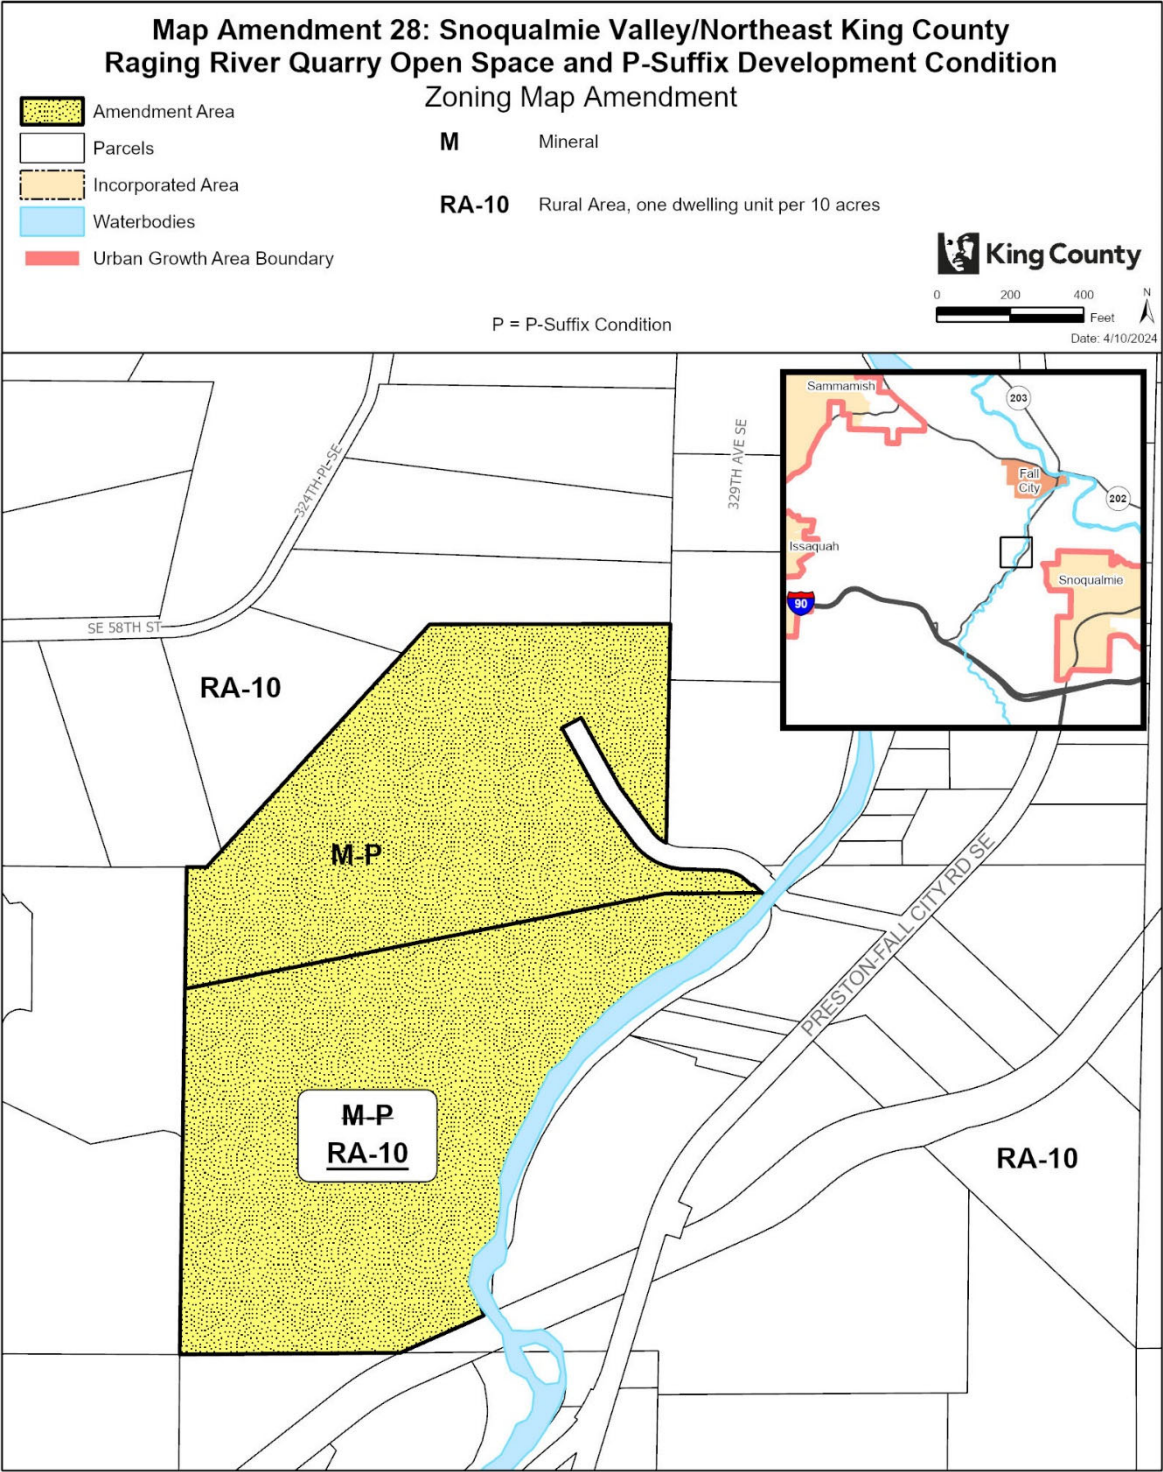 Map Amendment 28: Snoqualmie Valley/Northeast King County
Raging River Quarry Open Space and P-Suffix Development Condition
Zoning Map Amendment
Amendment Area
Parcels
Incorporated Area
Waterbodies
Urban Growth Area Boundary
M Mineral
RA-10 Rural Area, one dwelling unit per 10 acres
P = P-Suffix Condition
King County
0 200 400
Feet
N
Date: 4/10/2024
Sammamish
203
Fall
City
202
Issaquah
Snoqualmie
90
324TH PL SE
329TH AVE SE
SE 58TH ST
RA-10
M-P
PRESTON-FALL CITY RD SE
M-P
RA-10
RA-10